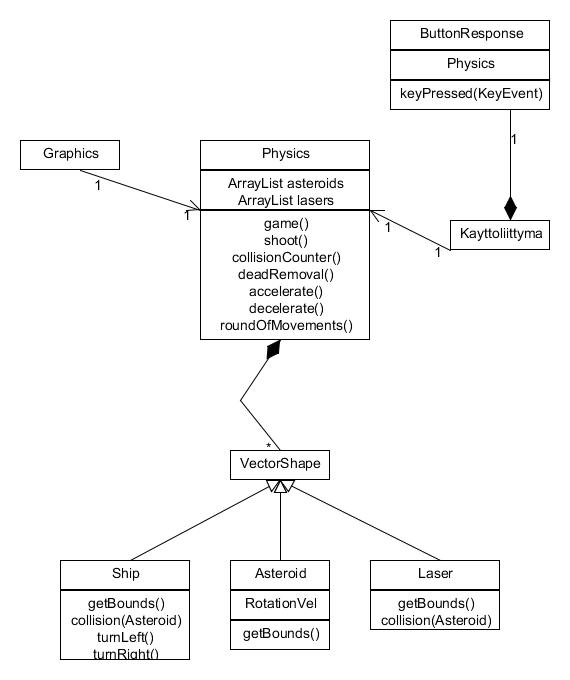 ButtonResponse
Physics
keyPressed(KeyEvent)
1
Graphics
1
1
Physics
ArrayList asteroids
ArrayList lasers
game()
shoot()
collisionCounter()
deadRemoval()
accelerate()
decelerate()
roundOfMovements()
1
1
Kayttoliittyma
*
VectorShape
Ship
getBounds()
collision(Asteroid)
turnLeft()
turnRight()
Asteroid
RotationVel
getBounds()
Laser
getBounds()
collision(Asteroid)